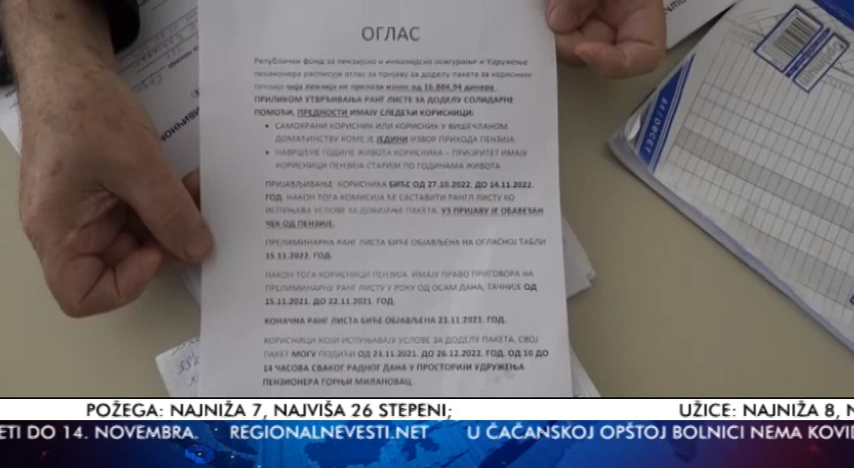 ОГЛАС
Републички фонд за пензијско и инвалидско осигурање и Удружење
пензионера расписује оглас за пријаву за доделу пакета за кориснике
пензија чија пензија не прелази износ од 16.884,94 динара.
ПРИЛИКОМ УТВРЂИВАЊА РАНГ ЛИСТЕ ЗА ДОДЕЛУ СОЛИДАРНЕ
ПОМОЋИ, ПРЕДНОСТИ ИМАЈУ СЛЕДЕЋИ КОРИСНИЦИ:
• САМОХРАНИ КОРИСНИК ИЛИ КОРИСНИК У ВИШЕЧЛАНОМ
ДОМАЋИНСТВУ КОМЕ ЈЕ ЈЕДИНИ ИЗВОР ПРИХОДА ПЕНЗИЈА
• НАВРШЕНЕ ГОДИНЕ ЖИВОТА КОРИСНИКА – ПРИОРИТЕТ ИМАЈУ
КОРИСНИЦИ ПЕНЗИЈА СТАРИЈИ ПО ГОДИНАМА ЖИВОТА
ПРИЈАВЉИВАЊЕ КОРИСНИКА БИЋЕ ОД 27.10.2022. ДО 14.11.2022.
ГОД. НАКОН ТОГА КОМИСИЈА ЋЕ САСТАВИТИ РАНГЛ ЛИСТУ КО
ИСПУЊАВА УСЛОВЕ ЗА ДОБИЈАЊЕ ПАКЕТА. УЗ ПРИЈАВУ ЈЕ ОБАВЕЗАН
ЧЕК ОД ПЕНЗИЈЕ.
ПРЕЛИМИНАРНА РАНГ ЛИСТА БИЋЕ ОБЈАВЉЕНА НА ОГЛАСНОЈ ТАБЛИ
15.11.2022. ГОД.
НАКОН ТОГА КОРИСНИЦИ ПЕНЗИЈА ИМАЈУ ПРАВО ПРИГОВОРА НА
ПРЕЛИМИНАРНУ РАНГ ЛИСТУ У РОКУ ОД ОСАМ ДАНА, ТАЧНИЈЕ ОД
15.11.2021. ДО 22.11.2021. ГОД.
КОНАЧНА РАНГ ЛИСТА БИЋЕ ОБЈАВЉЕНА 23.11.2021. ГОД.
КОРИСНИЦИ КОЈИ ИСПУЊАВАЈУ УСЛОВЕ ЗА ДОДЕЛУ ПАКЕТА, СВОЈ
ПАКЕТ МОГУ ПОДИЋИ ОД 23.11.2021. ДО 26.12.2022. ГОД. ОД 10 ДО
14 ЧАСОВА СВАКОГ РАДНОГ ДАНА У ПРОСТОРИЈИ УДРУЖЕЊА
ПЕНЗИОНЕРА ГОРЊИ МИЛАНОВАЦ.
Optimum
POŽEGA: NAJNIŽA 7, NAJVIŠA 26 STEPENI; UŽICE: NAJNIŽA 8, N
ETI DO 14. NOVEMBRA. REGIONALNEVESTI.NET U ČAČANSKOJ OPŠTOJ BOLNICI NEMA KOVID